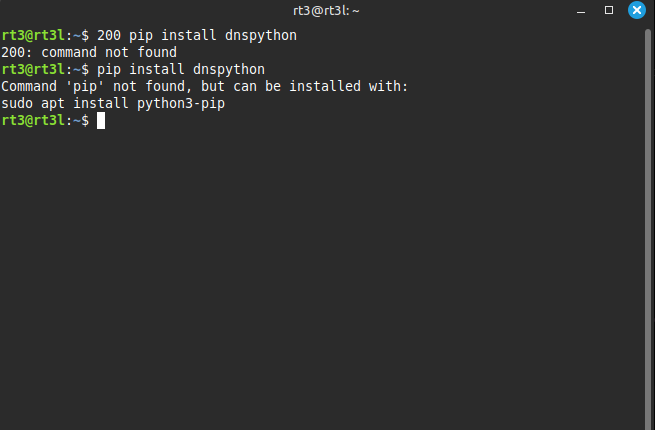 rt3@rt3l: ~
rt3@rt3l:~$ 200 pip install dnspython
200: command not found
rt3@rt3l:~$ pip install dnspython
Command 'pip' not found, but can be installed with:
sudo apt install python3-pip
rt3@rt3l:~$